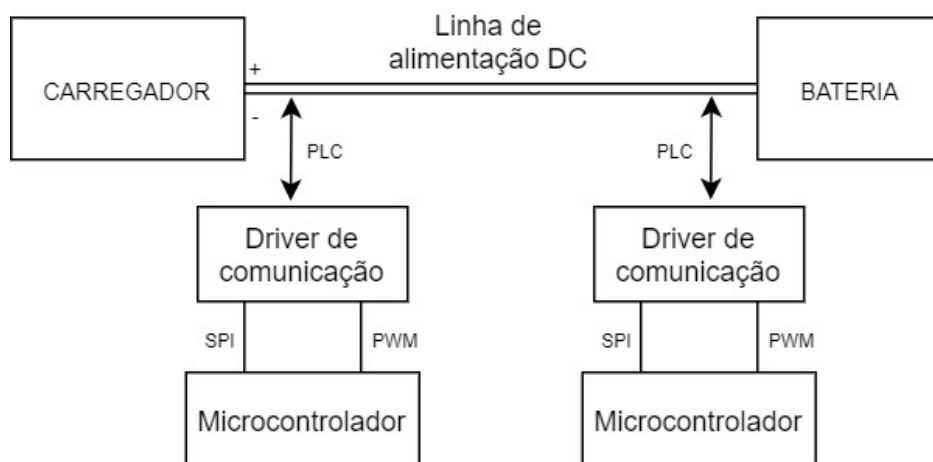 Linha de
alimentação DC
CARREGADOR
+
-
BATERIA
PLC
PLC
Driver de
comunicação
Driver de
comunicação
SPI
PWM
SPI
PWM
Microcontrolador
Microcontrolador